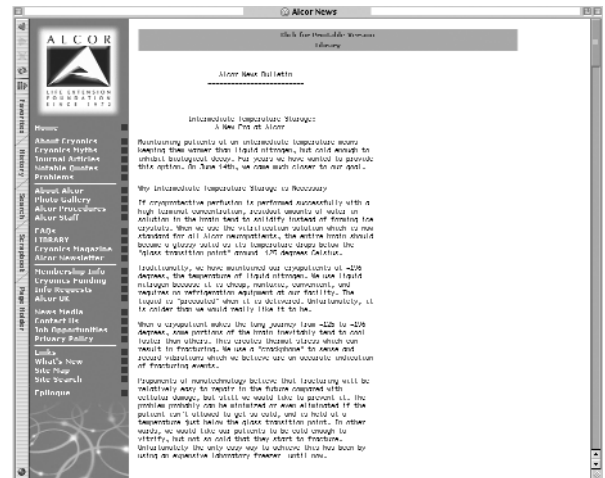 Alcor News
Click for Printable Version
Library
ALCOR
LIFE EXTENSION
FOUNDATION
SINCE 1972
Home
About Cryonics
Cryonics Myths
Journal Articles
Notable Quotes
Problems
About Alcor
Photo Gallery
Alcor Procedures
Alcor Staff
FAQs
LIBRARY
Cryonics Magazine
Alcor Newsletter
Membership Info
Cryonics Funding
Info Requests
Alcor UK
News Media
Contact Us
Job Opportunities
Privacy Policy
Links
What's New
Site Map
Site Search
Epilogue
Favorites
History
Search
Scrapbook
Page Holder
Alcor News Bulletin
Intermediate Temperature Storage:
A New Era at Alcor
Maintaining patients at an intermediate temperature means
keeping them warmer than liquid nitrogen, but cold enough to
inhibit biological decay. For years we have wanted to provide
this option. On June 14th, we came much closer to our goal.
Why Intermediate Temperature Storage is Necessary
If cryoprotective perfusion is performed successfully with a
high terminal concentration, residual amounts of water in
solution in the brain tend to solidify instead of forming ice
crystals. When we use the vitrification solution which is now
standard for all Alcor neuropatients, the entire brain should
become a glassy solid as its temperature drops below the
"glass transition point" around -125 degrees Celsius.
Traditionally, we have maintained our cryopatients at -196
degrees, the temperature of liquid nitrogen. We use liquid
nitrogen because it is cheap, nontoxic, convenient, and
requires no refrigeration equipment at our facility. The
liquid is "precooled" when it is delivered. Unfortunately, it
is colder than we would really like it to be.
When a cryopatient makes the long journey from -125 to -196
degrees, some portions of the brain inevitably tend to cool
faster than others. This creates thermal stress which can
result in fracturing. We use a "crackphone" to sense and
record vibrations which we believe are an accurate indication
of fracturing events.
Proponents of nanotechnology believe that fracturing will be
relatively easy to repair in the future compared with
cellular damage, but still we would like to prevent it. The
problem probably can be minimized or even eliminated if the
patient isn't allowed to get so cold, and is held at a
temperature just below the glass transition point. In other
words, we would like our patients to be cold enough to
vitrify, but not so cold that they start to fracture.
Unfortunately the only way to achieve this has been by
using an expensive laboratory freezer until now.